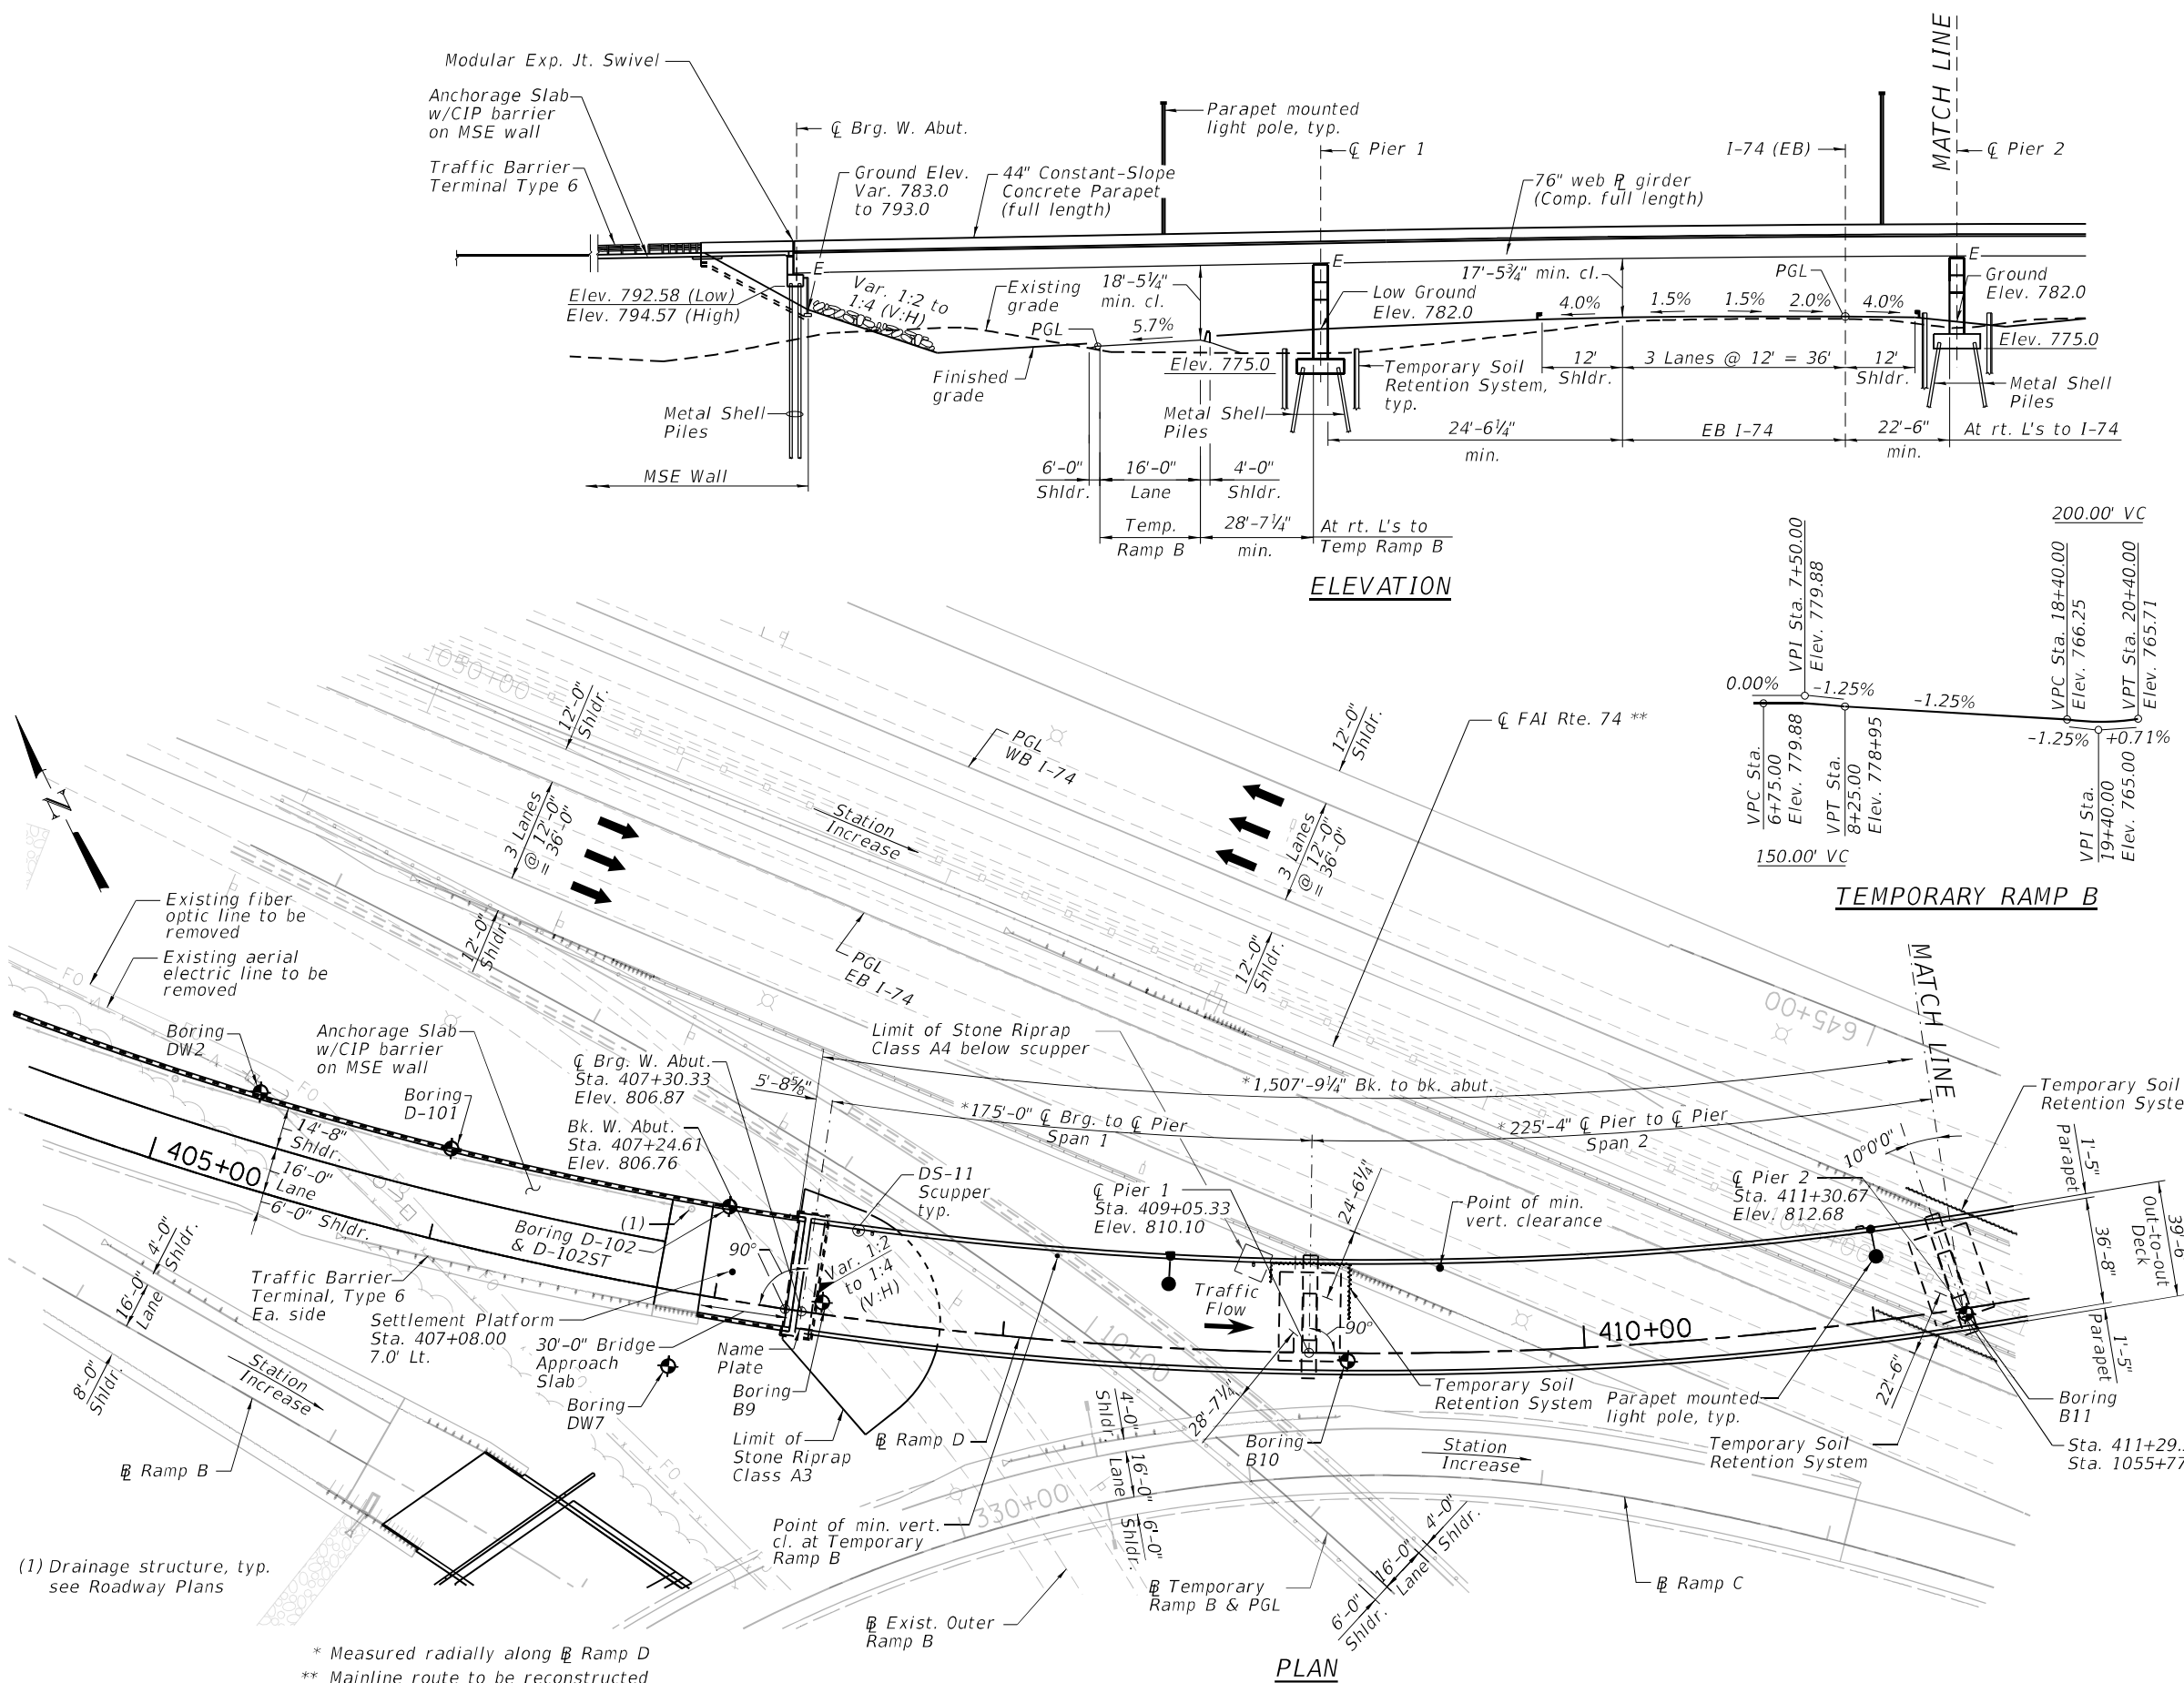 Modular Exp. Jt. Swivel
Anchorage Slab
w/CIP barrier
on MSE wall
Traffic Barrier
Terminal Type 6
℄ Brg. W. Abut.
Ground Elev.
Var. 783.0
to 793.0
44" Constant-Slope
Concrete Parapet
(full length)
Parapet mounted
light pole, typ.
℄ Pier 1
76" web ⅊ girder
(Comp. full length)
I-74 (EB)
MATCH LINE
℄ Pier 2
Elev. 792.58 (Low)
Elev. 794.57 (High)
E
Var. 1:2 to
1:4 (V:H)
Existing
grade
PGL
18'-5¼"
min. cl.
5.7%
E
Low Ground
Elev. 782.0
17'-5¾" min. cl.
4.0%
1.5%
1.5%
2.0%
4.0%
PGL
E
Ground
Elev. 782.0
Elev. 775.0
Finished
grade
Elev. 775.0
Temporary Soil
Retention System,
typ.
12'
Shldr.
3 Lanes @ 12' = 36'
12'
Shldr.
Metal Shell
Piles
Metal Shell
Piles
Metal Shell
Piles
24'-6¼"
min.
EB I-74
22'-6"
min.
At rt. L's to I-74
MSE Wall
6'-0"
Shldr.
16'-0"
Lane
4'-0"
Shldr.
Temp.
Ramp B
28'-7¼"
min.
At rt. L's to
Temp Ramp B
ELEVATION
200.00' VC
VPI Sta. 7+50.00
Elev. 779.88
VPC Sta. 18+40.00
Elev. 766.25
VPT Sta. 20+40.00
Elev. 765.71
0.00%
-1.25%
-1.25%
-1.25%
+0.71%
VPC Sta.
6+75.00
Elev. 779.88
VPT Sta.
8+25.00
Elev. 778+95
VPI Sta.
19+40.00
Elev. 765.00
150.00' VC
TEMPORARY RAMP B
1050+00
12'-0"
Shldr.
PGL
WB I-74
12'-0"
Shldr.
℄ FAI Rte. 74 **
N
3 Lanes
@ 12'-0"
= 36'-0"
Station
Increase
3 Lanes
@ 12'-0"
= 36'-0"
Existing fiber
optic line to be
removed
Existing aerial
electric line to be
removed
12'-0"
Shldr.
PGL
EB I-74
12'-0"
Shldr.
645+00
MATCH LINE
FO
A
FO
A
FO
FO
Boring
DW2
Anchorage Slab
w/CIP barrier
on MSE wall
Boring
D-101
℄ Brg. W. Abut.
Sta. 407+30.33
Elev. 806.87
Bk. W. Abut.
Sta. 407+24.61
Elev. 806.76
5'-8⅝"
Limit of Stone Riprap
Class A4 below scupper
*1,507'-9¼" Bk. to bk. abut.
*175'-0" ℄ Brg. to ℄ Pier
Span 1
*225'-4" ℄ Pier to ℄ Pier
Span 2
Temporary Soil
10°0'0"
1'-5"
Parapet
405+00
14'-8"
Shldr.
16'-0"
Lane
6'-0" Shldr.
(1)
Boring D-102
& D-102ST
90°
DS-11
Scupper
typ.
Var. 1:2
to 1:4
(V:H)
℄ Pier 1
Sta. 409+05.33
Elev. 810.10
24'-6¼"
Point of min.
vert. clearance
℄ Pier 2
Sta. 411+30.67
Elev. 812.68
36'-8"
Out-to-out
Deck
4'-0"
Shldr.
16'-0"
Lane
8'-0"
Shldr.
Traffic Barrier
Terminal, Type 6
Ea. side
Settlement Platform
Sta. 407+08.00
7.0' Lt.
30'-0" Bridge
Approach
Slab
Name
Plate
Boring
B9
Boring
DW7
Limit of
Stone Riprap
Class A3
Traffic
Flow
90°
410+00
10+00
28'-7¼"
Temporary Soil
Retention System
Parapet mounted
light pole, typ.
22'-6"
1'-5"
Parapet
Boring
B11
Station
Increase
℄ Ramp B
℄ Ramp D
4'-0"
Shldr.
16'-0"
Lane
6'-0"
Shldr.
Boring
B10
Station
Increase
Temporary Soil
Retention System
330+00
Point of min. vert.
cl. at Temporary
Ramp B
4'-0"
Shldr.
16'-0"
Lane
6'-0"
Shldr.
(1) Drainage structure, typ.
see Roadway Plans
℄ Exist. Outer
Ramp B
℄ Temporary
Ramp B & PGL
℄ Ramp C
* Measured radially along ℄ Ramp D
** Mainline route to be reconstructed
PLAN